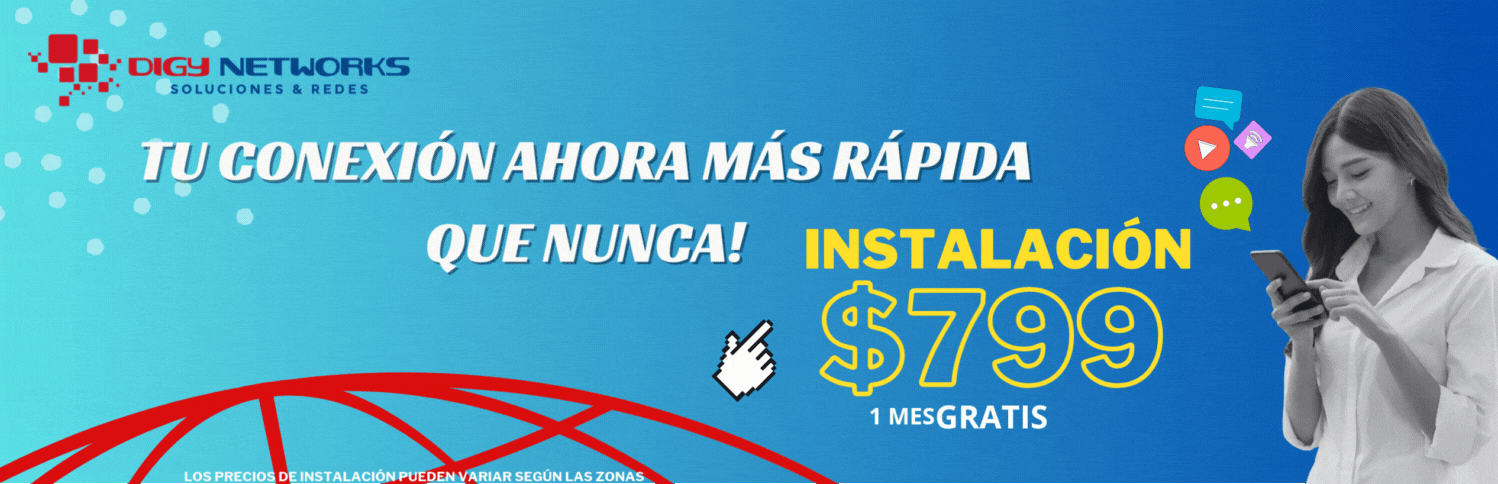 DIGY NETWORKS
SOLUCIONES & REDES
TU CONEXIÓN AHORA MÁS RÁPIDA
QUE NUNCA!
INSTALACIÓN
$799
1 MES GRATIS
LOS PRECIOS DE INSTALACIÓN PUEDEN VARIAR SEGÚN LAS ZONAS